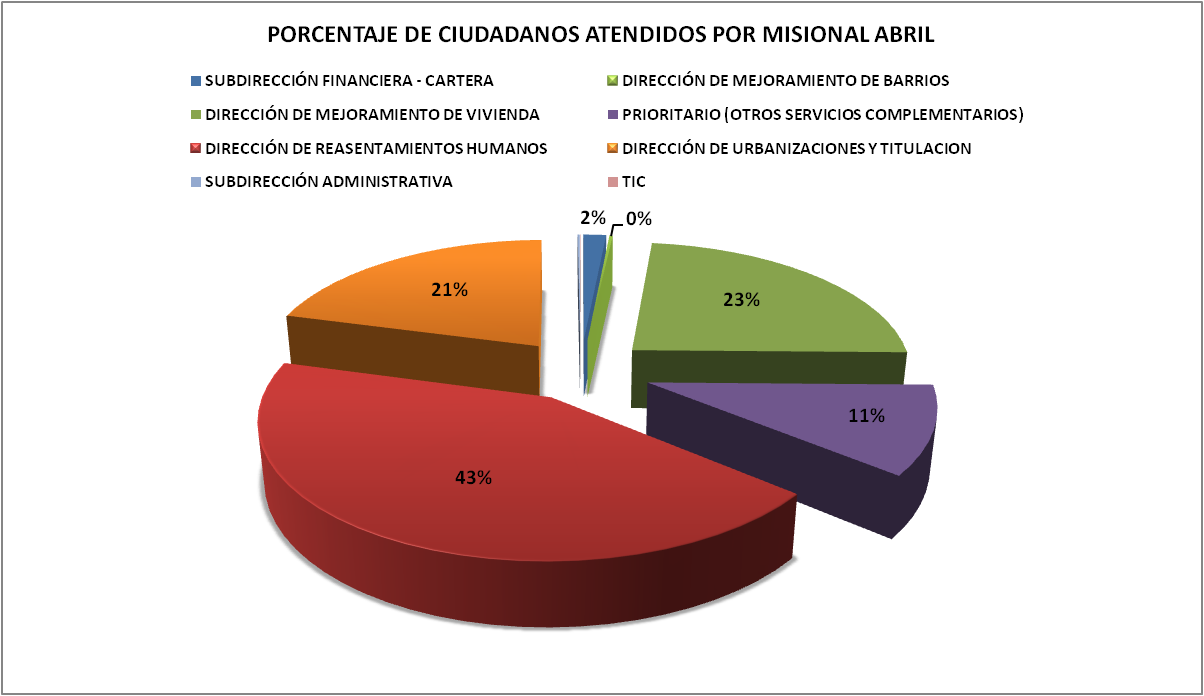 PORCENTAJE DE CIUDADANOS ATENDIDOS POR MISIONAL ABRIL
SUBDIRECCIÓN FINANCIERA - CARTERA
DIRECCIÓN DE MEJORAMIENTO DE BARRIOS
DIRECCIÓN DE MEJORAMIENTO DE VIVIENDA
PRIORITARIO (OTROS SERVICIOS COMPLEMENTARIOS)
DIRECCIÓN DE REASENTAMIENTOS HUMANOS
DIRECCIÓN DE URBANIZACIONES Y TITULACION
SUBDIRECCIÓN ADMINISTRATIVA
TIC
2%
0%
21%
23%
11%
43%